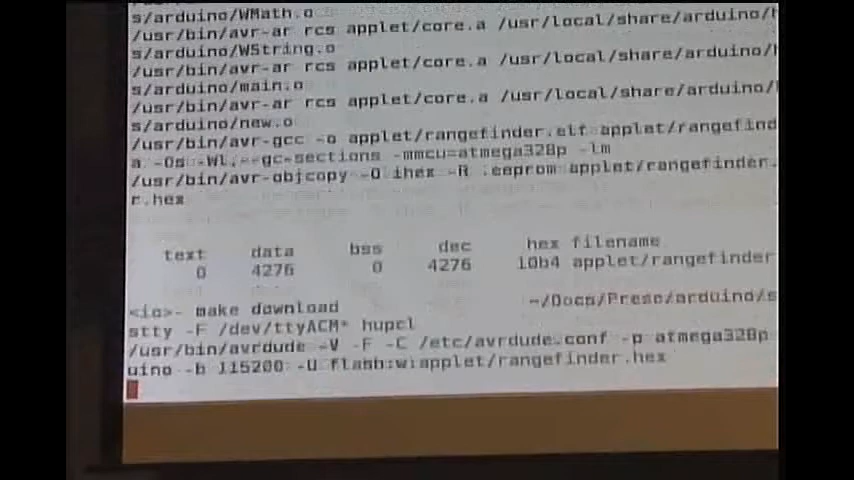 s/arduino/WMath.o
/usr/bin/avr-ar rcs applet/core.a /usr/local/share/arduino/h
s/arduino/WString.o
/usr/bin/avr-ar rcs applet/core.a /usr/local/share/arduino/h
s/arduino/main.o
/usr/bin/avr-ar rcs applet/core.a /usr/local/share/arduino/h
s/arduino/new.o
/usr/bin/avr-gcc -o applet/rangefinder.elf applet/rangefind
a -Os -Wl,--gc-sections -mmcu=atmega328p -lm
/usr/bin/avr-objcopy -O ihex -R .eeprom applet/rangefinder.
r.hex
text data bss dec hex filename
0 4276 0 4276 10b4 applet/rangefinder
<io>- make download ~/Docs/Preso/arduino/s
stty -F /dev/ttyACM* hupcl
/usr/bin/avrdude -V -F -C /etc/avrdude.conf -p atmega328p
uino -b 115200 -U flash:w:applet/rangefinder.hex